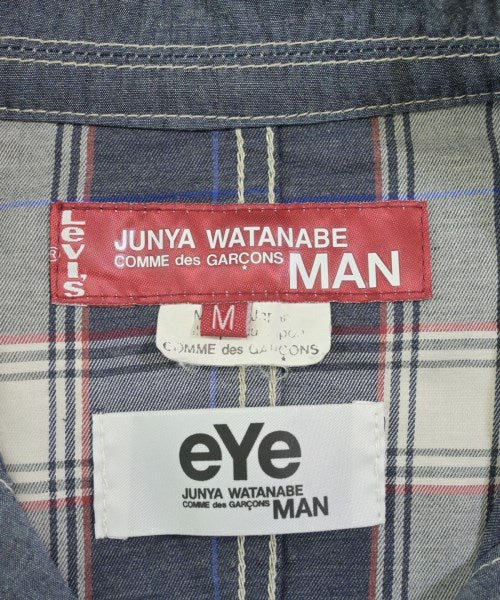 Levi's ®
JUNYA WATANABE
COMME des GARÇONS MAN
M
COMME des GARÇONS
eYe
JUNYA WATANABE
COMME des GARÇONS MAN